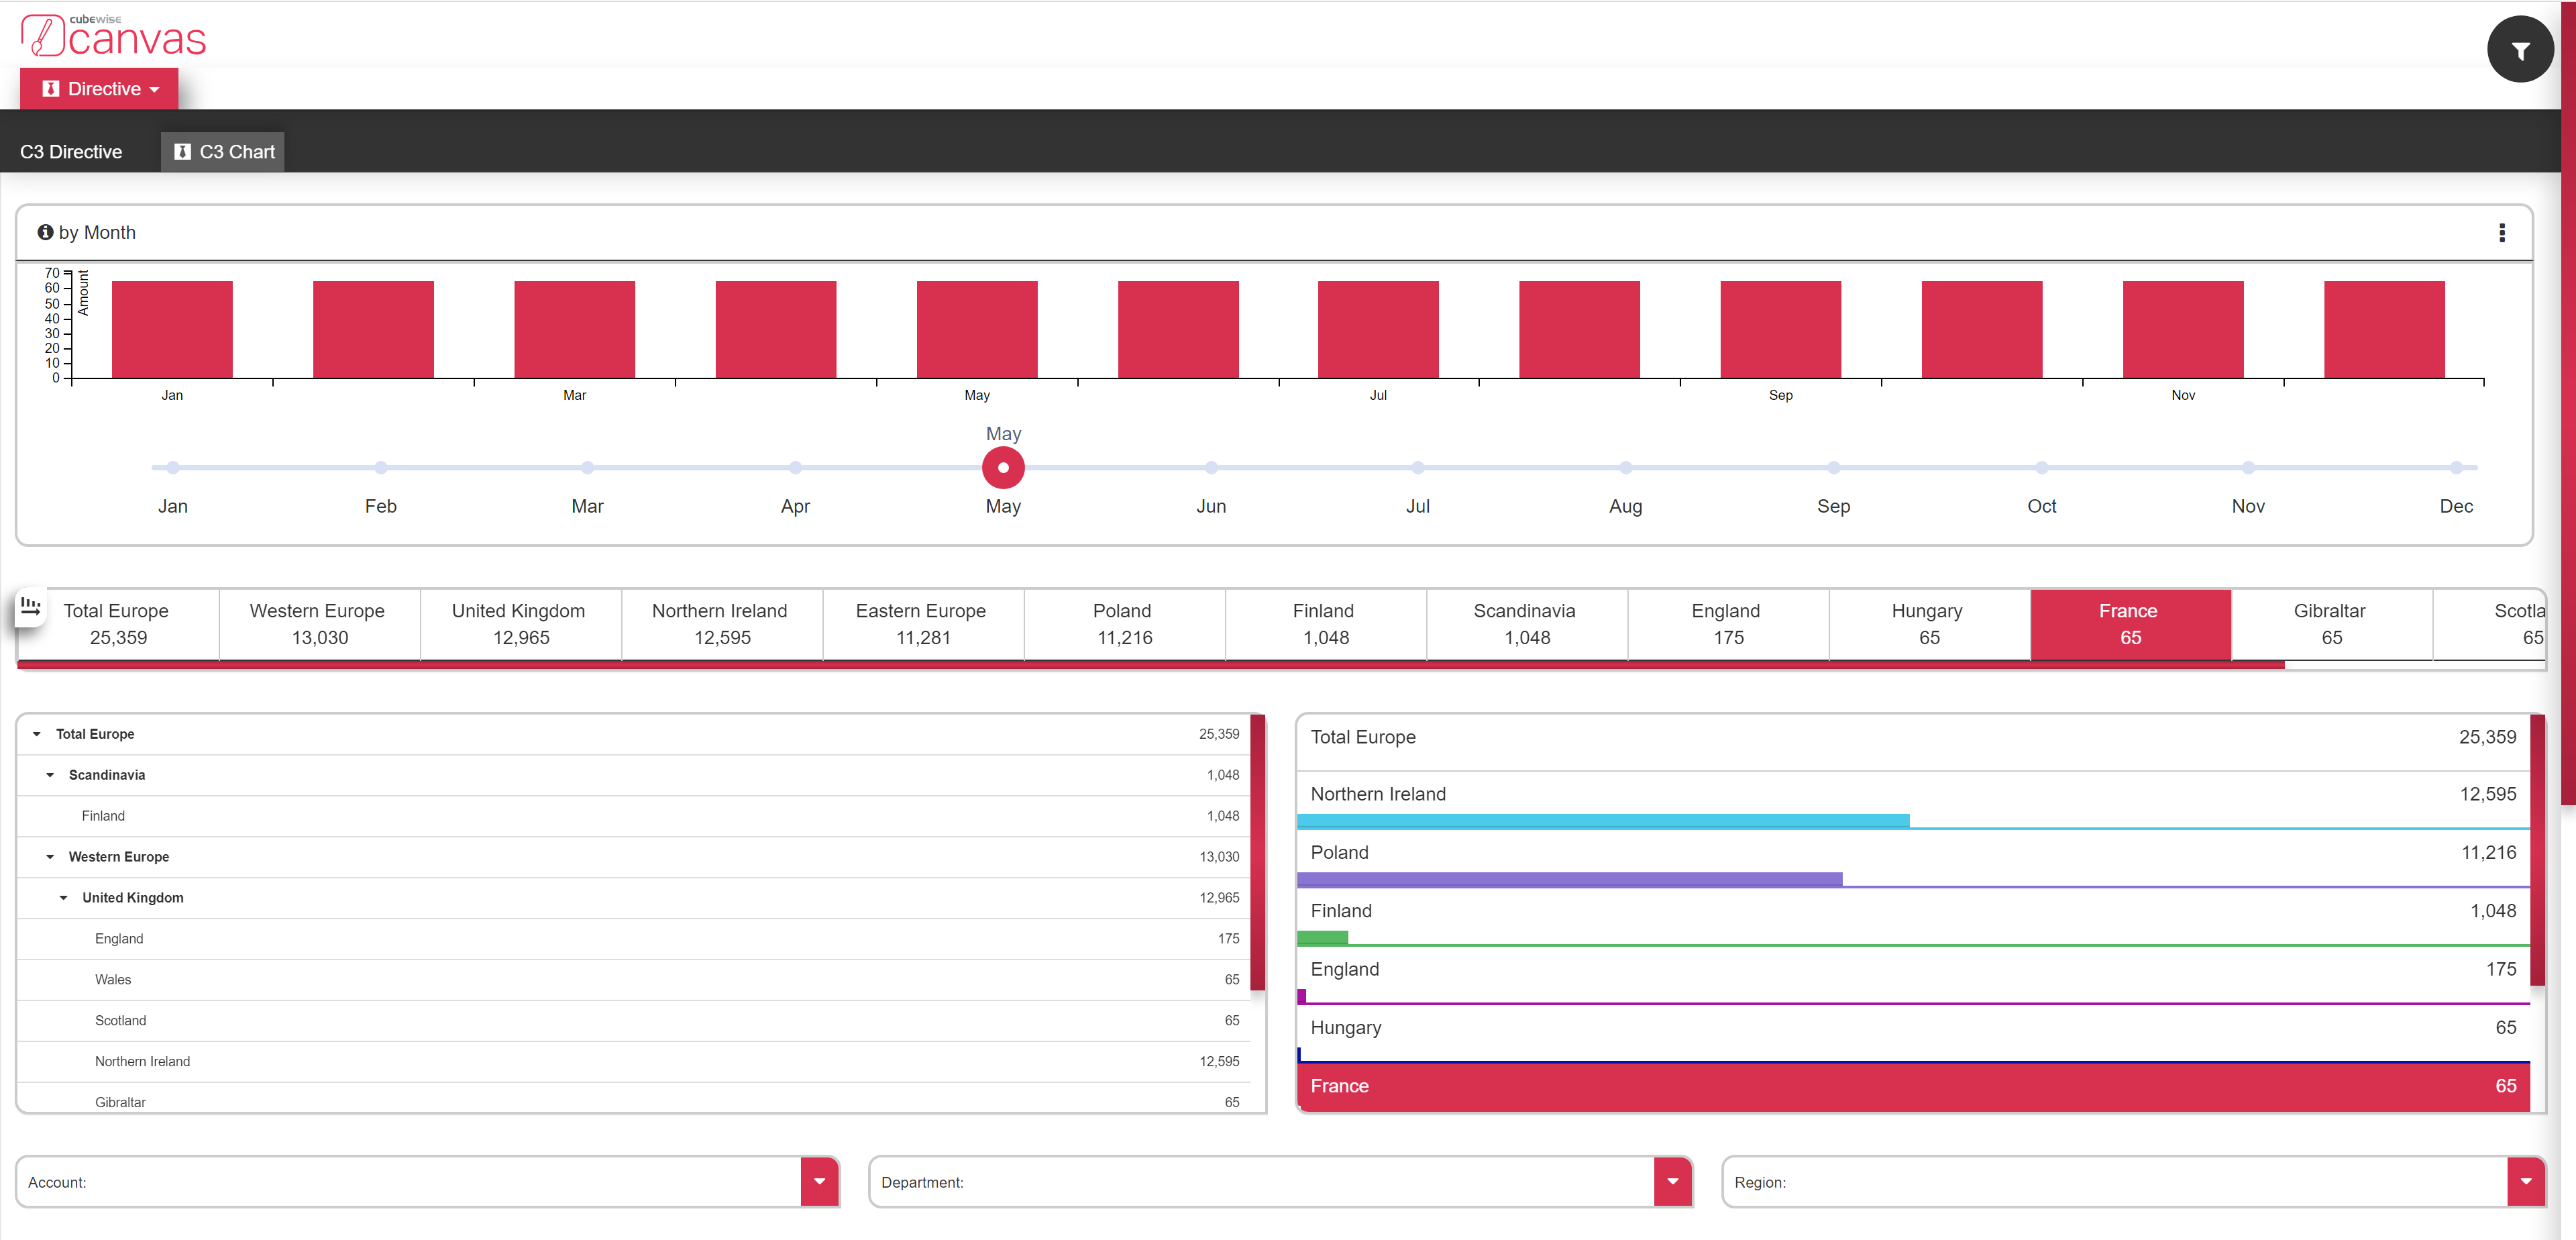 cubewise
canvas
Directive
C3 Directive
C3 Chart
by Month
70
60
50
40
30
20
10
0
Amount
Jan Mar May Jul Sep Nov
May
Jan Feb Mar Apr May Jun Jul Aug Sep Oct Nov Dec
Total Europe Western Europe United Kingdom Northern Ireland Eastern Europe Poland Finland Scandinavia England Hungary France Gibraltar Scotla
25,359 13,030 12,965 12,595 11,281 11,216 1,048 1,048 175 65 65 65 65
Total Europe 25,359
Scandinavia 1,048
Finland 1,048
Western Europe 13,030
United Kingdom 12,965
England 175
Wales 65
Scotland 65
Northern Ireland 12,595
Gibraltar 65
Total Europe 25,359
Northern Ireland 12,595
Poland 11,216
Finland 1,048
England 175
Hungary 65
France 65
Account: Department: Region: